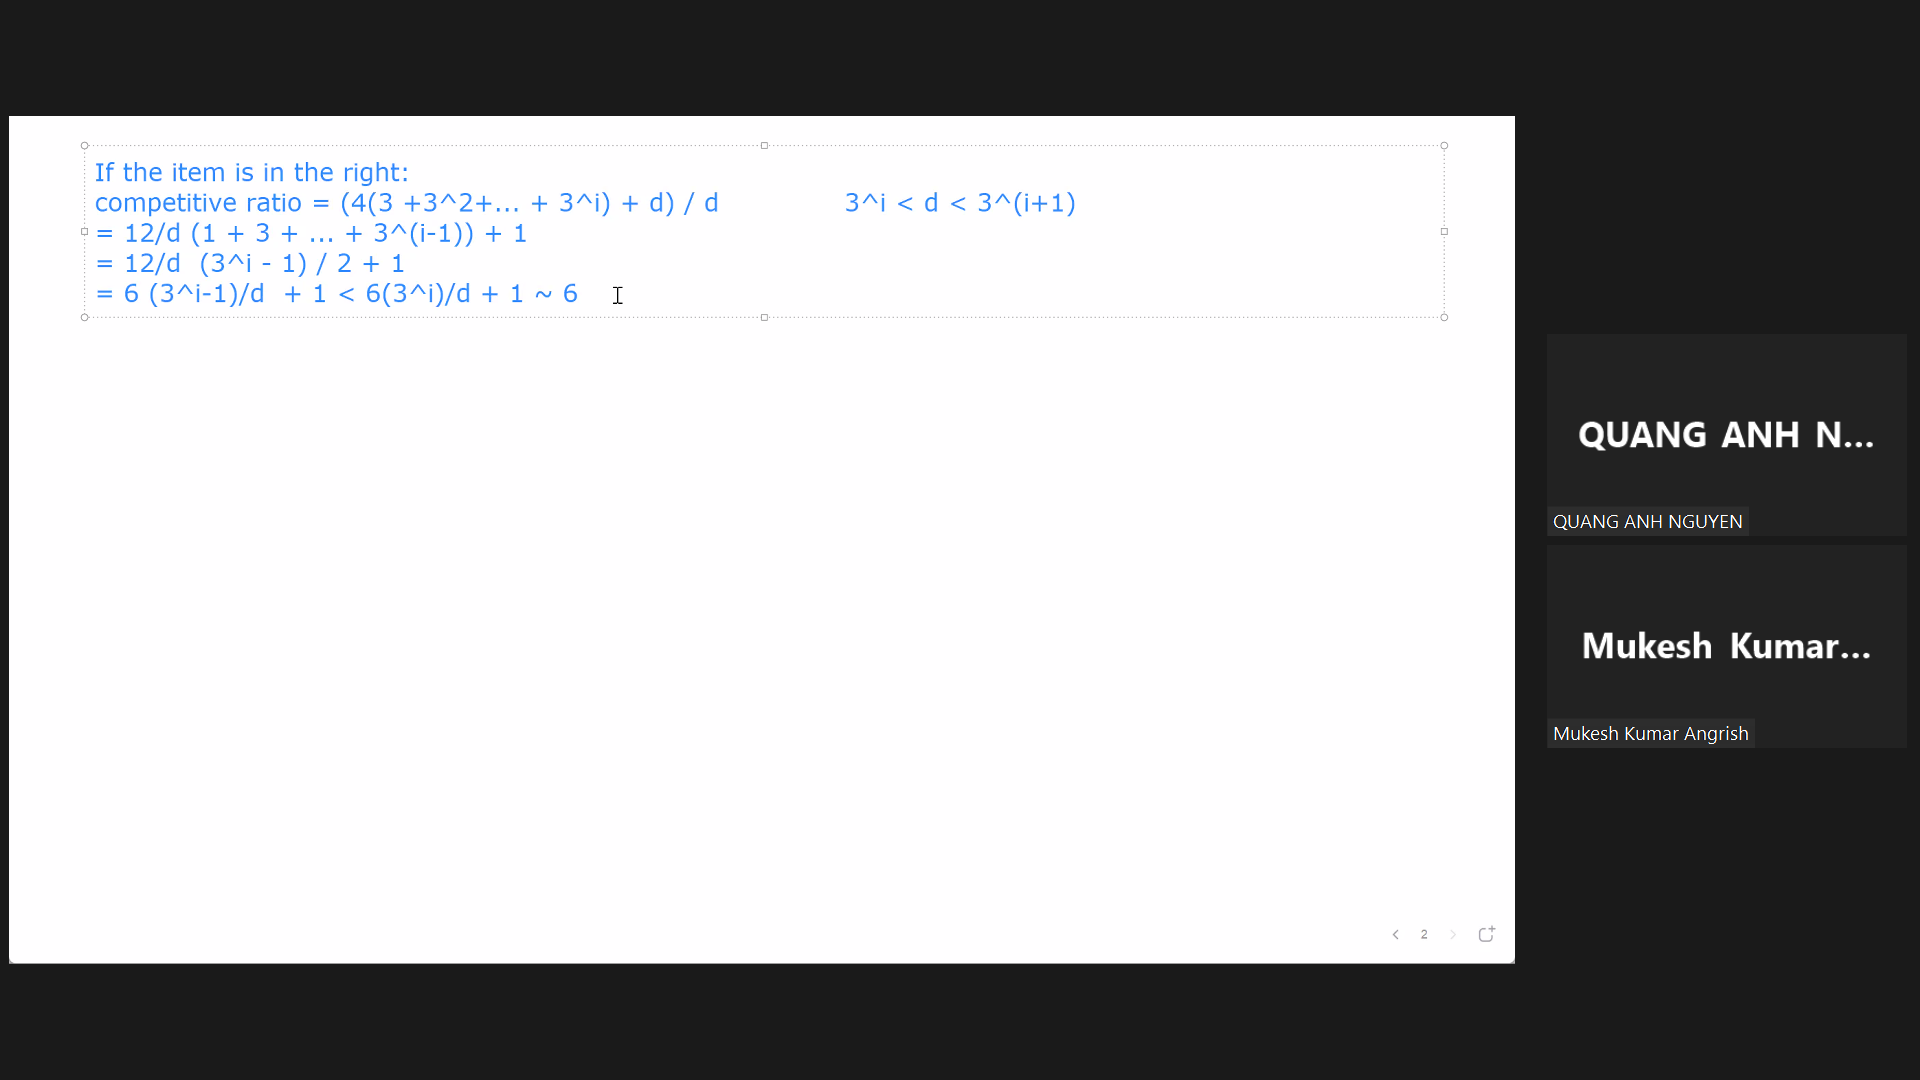 If the item is in the right:
competitive ratio = (4(3 +3^2+... + 3^i) + d) / d 3^i < d < 3^(i+1)
= 12/d (1 + 3 + ... + 3^(i-1)) + 1
= 12/d (3^i - 1) / 2 + 1
= 6 (3^i-1)/d + 1 < 6(3^i)/d + 1 ~ 6
QUANG ANH N...
QUANG ANH NGUYEN
Mukesh Kumar...
Mukesh Kumar Angrish
2